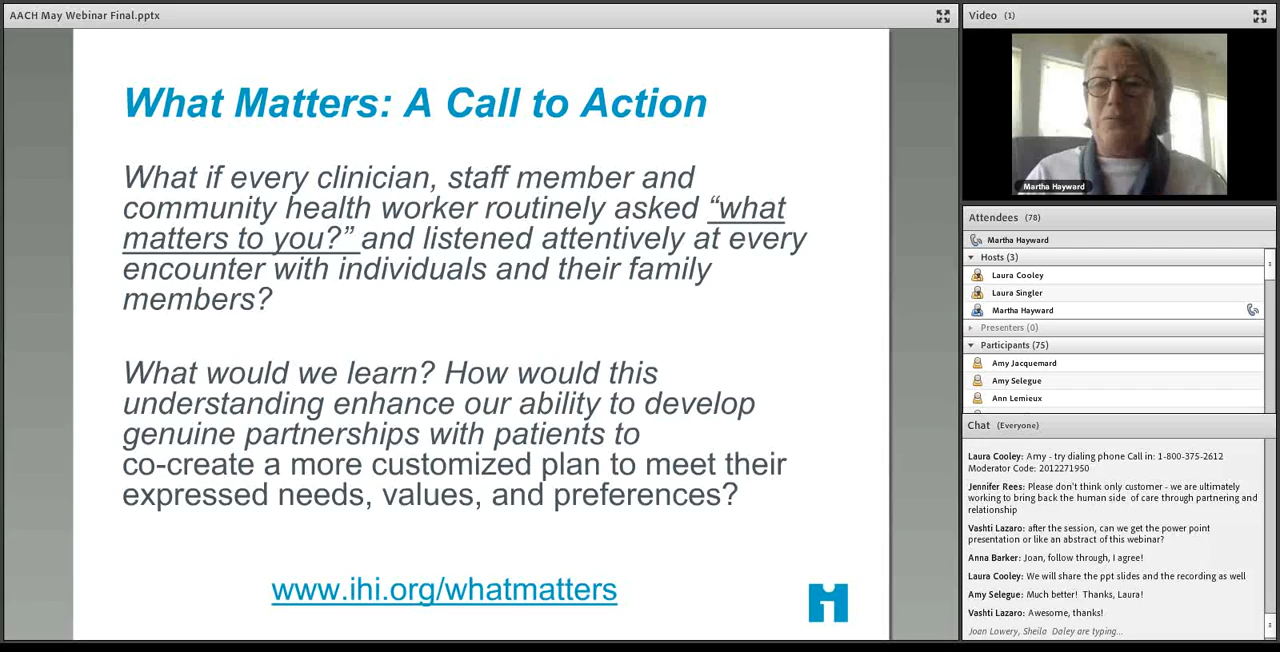 AACH May Webinar Final.pptx
What Matters: A Call to Action
What if every clinician, staff member and
community health worker routinely asked “what
matters to you?” and listened attentively at every
encounter with individuals and their family
members?
What would we learn? How would this
understanding enhance our ability to develop
genuine partnerships with patients to
co-create a more customized plan to meet their
expressed needs, values, and preferences?
www.ihi.org/whatmatters
Video (1)
Martha Hayward
Attendees (78)
Martha Hayward
Hosts (3)
Laura Cooley
Laura Singler
Martha Hayward
Presenters (0)
Participants (75)
Amy Jacquemard
Amy Selegue
Ann Lemieux
Chat (Everyone)
Laura Cooley: Amy - try dialing phone Call in: 1-800-375-2612
Moderator Code: 2012271950
Jennifer Rees: Please don't think only customer - we are ultimately
working to bring back the human side of care through partnering and
relationship
Vashti Lazaro: after the session, can we get the power point
presentation or like an abstract of this webinar?
Anna Barker: Joan, follow through, I agree!
Laura Cooley: We will share the ppt slides and the recording as well
Amy Selegue: Much better! Thanks, Laura!
Vashti Lazaro: Awesome, thanks!
Joan Lowery, Sheila Daley are typing...